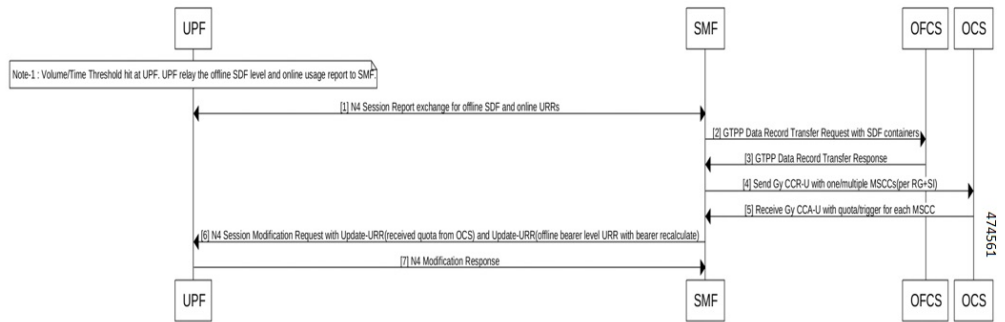 UPF
SMF
OFCS
OCS
Note-1 : Volume/Time Threshold hit at UPF. UPF relay the offline SDF level and online usage report to SMF.
[1] N4 Session Report exchange for offline SDF and online URRs
[2] GTPP Data Record Transfer Request with SDF containers
[3] GTPP Data Record Transfer Response
[4] Send Gy CCR-U with one/multiple MSCCs(per RG+SI)
[5] Receive Gy CCA-U with quota/trigger for each MSCC
[6] N4 Session Modification Request with Update-URR(received quota from OCS) and Update-URR(offline bearer level URR with bearer recalculate)
[7] N4 Modification Response
UPF
SMF
OFCS
OCS
474561